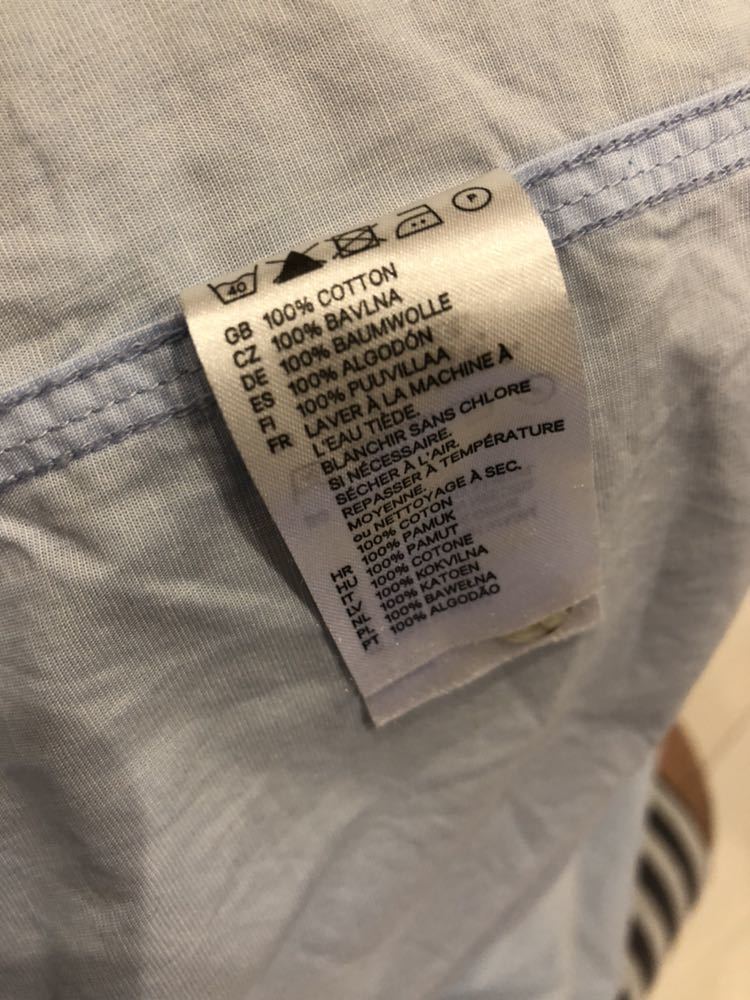 40
P
GB 100% COTTON
CZ 100% BAVLNA
DE 100% BAUMWOLLE
ES 100% ALGODÓN
FI 100% PUUVILLAA
FR LAVER À LA MACHINE À
L'EAU TIÈDE.
BLANCHIR SANS CHLORE
SI NÉCESSAIRE.
SÉCHER À L'AIR.
REPASSER À TEMPÉRATURE
MOYENNE.
ou NETTOYAGE À SEC.
100% COTON
HR 100% PAMUK
HU 100% PAMUT
IT 100% COTONE
LV 100% KOKVILNA
NL 100% KATOEN
PL 100% BAWEŁNA
PT 100% ALGODÃO